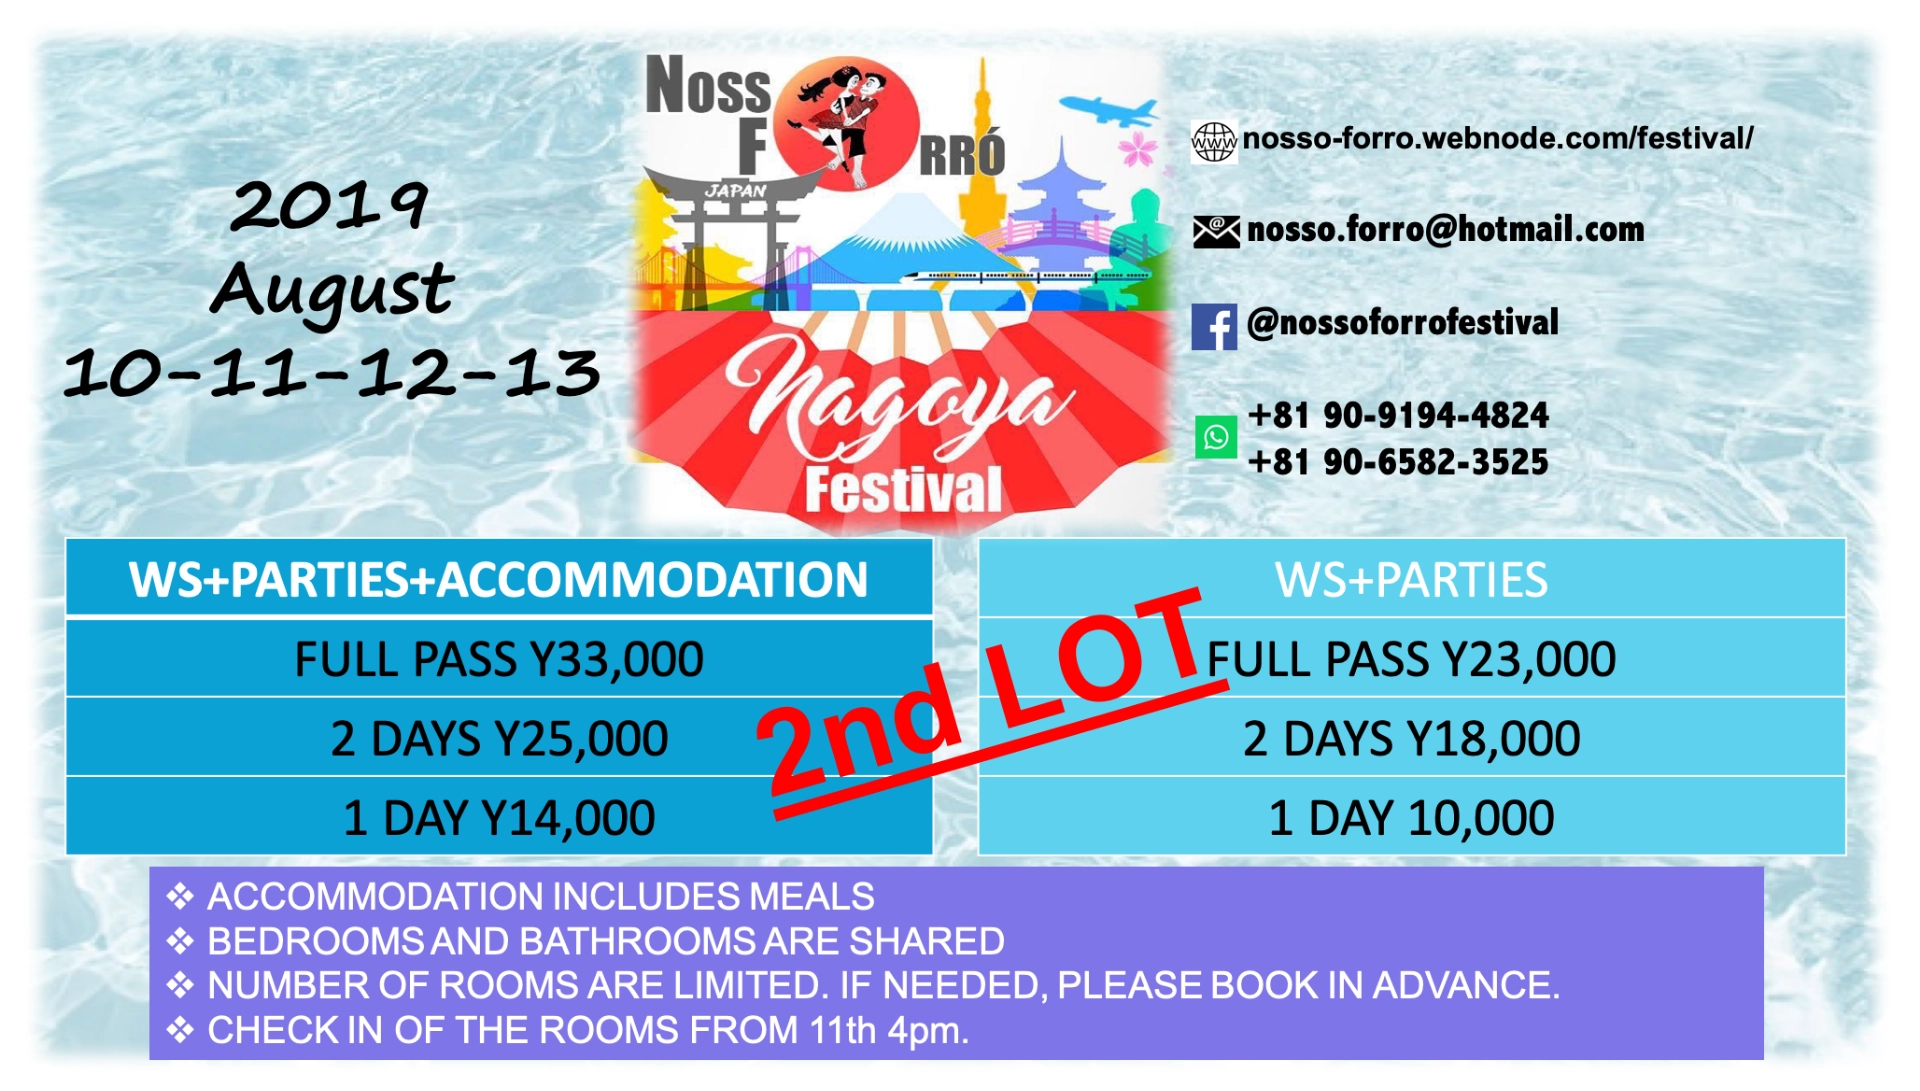 2019
August
10-11-12-13
NOSS
F RRÓ
JAPAN
Nagoya
Festival
www nosso-forro.webnode.com/festival/
@ nosso.forro@hotmail.com
f @nossoforrofestival
+81 90-9194-4824
+81 90-6582-3525
WS+PARTIES+ACCOMMODATION
FULL PASS Y33,000
2 DAYS Y25,000
1 DAY Y14,000
2nd LOT
WS+PARTIES
FULL PASS Y23,000
2 DAYS Y18,000
1 DAY 10,000
❖ ACCOMMODATION INCLUDES MEALS
❖ BEDROOMS AND BATHROOMS ARE SHARED
❖ NUMBER OF ROOMS ARE LIMITED. IF NEEDED, PLEASE BOOK IN ADVANCE.
❖ CHECK IN OF THE ROOMS FROM 11th 4pm.